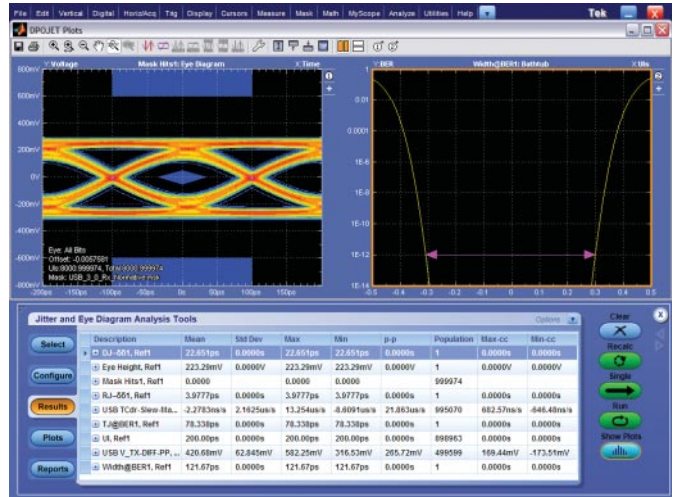 File Edit Vertical Digital Horiz/Acq Trig Display Cursors Measure Mask Math MyScope Analyze Utilities Help Tek
DPOJET Plots
Y:Voltage Mask Hits1: Eye Diagram X:Time
800mV
600mV
400mV
200mV
0V
-200mV
-400mV
-600mV
-800mV
Eye: All Bits
Offset: -0.0057581
UIs:8000:999974, Total:8000:999974
Mask: USB_3_0_Rx_Normative.msk
-200ps -150ps -100ps -50ps 0s 50ps 100ps 150ps
1
Y:BER Width@BER1: Bathtub X:UIs
1
0.01
0.0001
1E-6
1E-8
1E-10
1E-12
1E-14
-0.5 -0.4 -0.3 -0.2 -0.1 0 0.1 0.2 0.3 0.4 0.5
2
Jitter and Eye Diagram Analysis Tools Options
Select
Configure
Results
Plots
Reports
Description Mean Std Dev Max Min p-p Population Max-cc Min-cc
DJ-δδ1, Ref1 22.651ps 0.0000s 22.651ps 22.651ps 0.0000s 1 0.0000s 0.0000s
Eye Height, Ref1 223.29mV 0.0000V 223.29mV 223.29mV 0.0000V 1 0.0000V 0.0000V
Mask Hits1, Ref1 0.0000 0.0000 0.0000 999974
RJ-δδ1, Ref1 3.9777ps 0.0000s 3.9777ps 3.9777ps 0.0000s 1 0.0000s 0.0000s
USB TCdr-Slew-Ma... -2.2783ns/s 2.1625us/s 13.254us/s -8.6091us/s 21.863us/s 995070 682.57ns/s -646.48ns/s
TJ@BER1, Ref1 78.338ps 0.0000s 78.338ps 78.338ps 0.0000s 1 0.0000s 0.0000s
UI, Ref1 200.00ps 0.0000s 200.00ps 200.00ps 0.0000s 898963 0.0000s 0.0000s
USB V_TX-DIFF-PP, ... 420.68mV 62.845mV 582.25mV 316.53mV 265.72mV 499599 169.44mV -173.51mV
Width@BER1, Ref1 121.67ps 0.0000s 121.67ps 121.67ps 0.0000s 1 0.0000s 0.0000s
Clear
Recalc
Single
Run
Show Plots